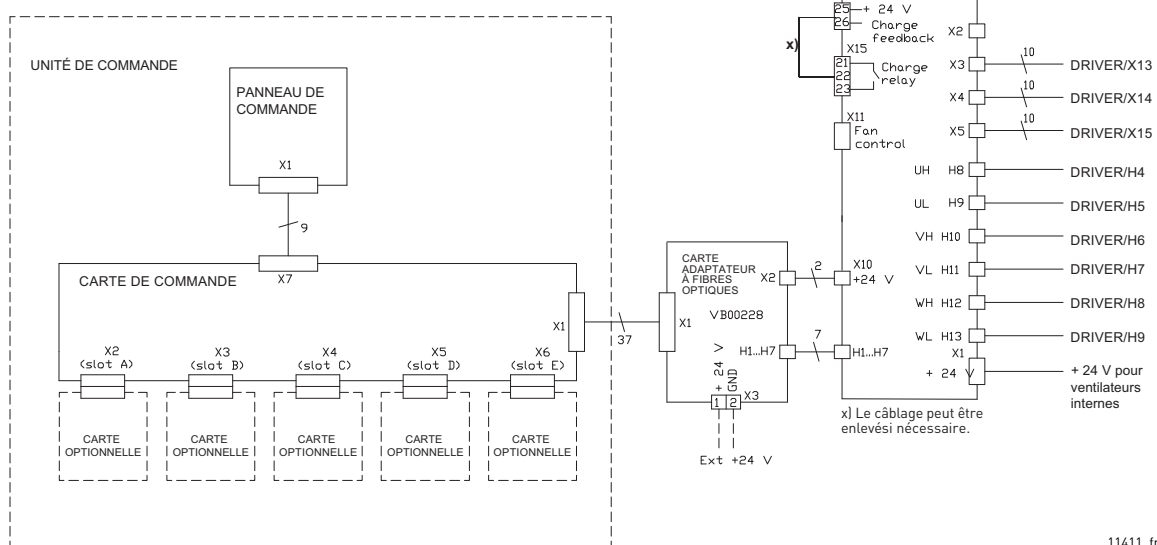 25 + 24 V
26 Charge
feedback
x)
X15
21
22
23
Charge
relay
X11
Fan
control
X2
X3 10 DRIVER/X13
X4 10 DRIVER/X14
X5 10 DRIVER/X15
UH H8 DRIVER/H4
UL H9 DRIVER/H5
VH H10 DRIVER/H6
VL H11 DRIVER/H7
WH H12 DRIVER/H8
WL H13 DRIVER/H9
X1
+ 24 V
+ 24 V pour
ventilateurs
internes
UNITÉ DE COMMANDE
PANNEAU DE
COMMANDE
X1
9
X7
CARTE DE COMMANDE
X1
37
X2
(slot A)
X3
(slot B)
X4
(slot C)
X5
(slot D)
X6
(slot E)
CARTE
OPTIONNELLE
CARTE
OPTIONNELLE
CARTE
OPTIONNELLE
CARTE
OPTIONNELLE
CARTE
OPTIONNELLE
CARTE
ADAPTATEUR
À FIBRES
OPTIQUES
VB00228
X1
X2
2
X10
+24 V
H1...H7
7
H1...H7
+ 24 V
GND
1 2 X3
Ext +24 V
x) Le câblage peut être
enlevési nécessaire.
11411_fr